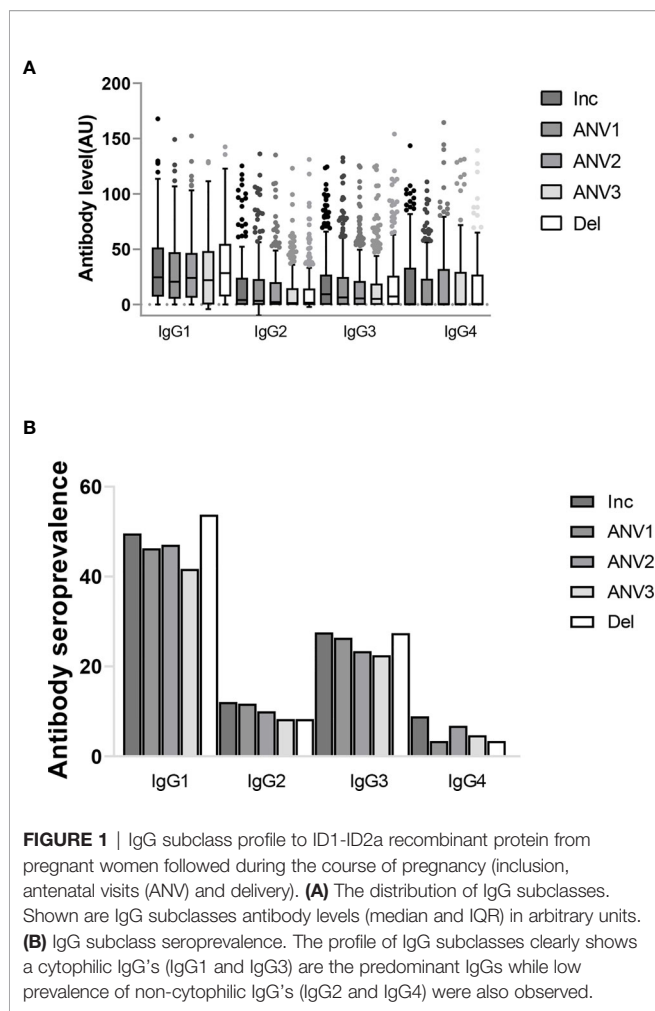 A
Antibody level(AU)
200
150
100
50
0
IgG1 IgG2 IgG3 IgG4
Inc
ANV1
ANV2
ANV3
Del
B
Antibody seroprevalence
60
40
20
0
IgG1 IgG2 IgG3 IgG4
Inc
ANV1
ANV2
ANV3
Del
FIGURE 1 | IgG subclass profile to ID1-ID2a recombinant protein from
pregnant women followed during the course of pregnancy (inclusion,
antenatal visits (ANV) and delivery). (A) The distribution of IgG subclasses.
Shown are IgG subclasses antibody levels (median and IQR) in arbitrary units.
(B) IgG subclass seroprevalence. The profile of IgG subclasses clearly shows
a cytophilic IgG's (IgG1 and IgG3) are the predominant IgGs while low
prevalence of non-cytophilic IgG's (IgG2 and IgG4) were also observed.